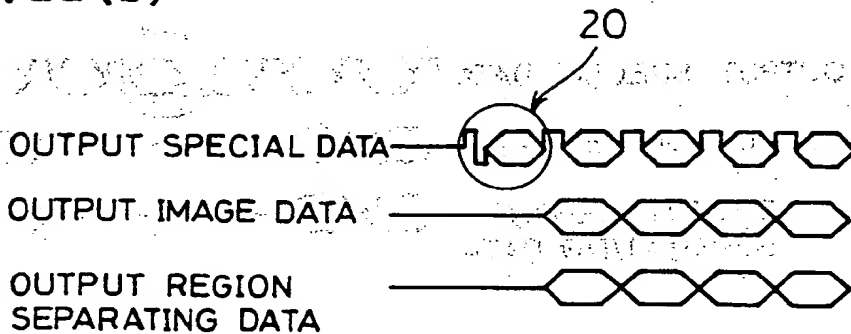 20
OUTPUT SPECIAL DATA
OUTPUT IMAGE DATA
OUTPUT REGION
SEPARATING DATA